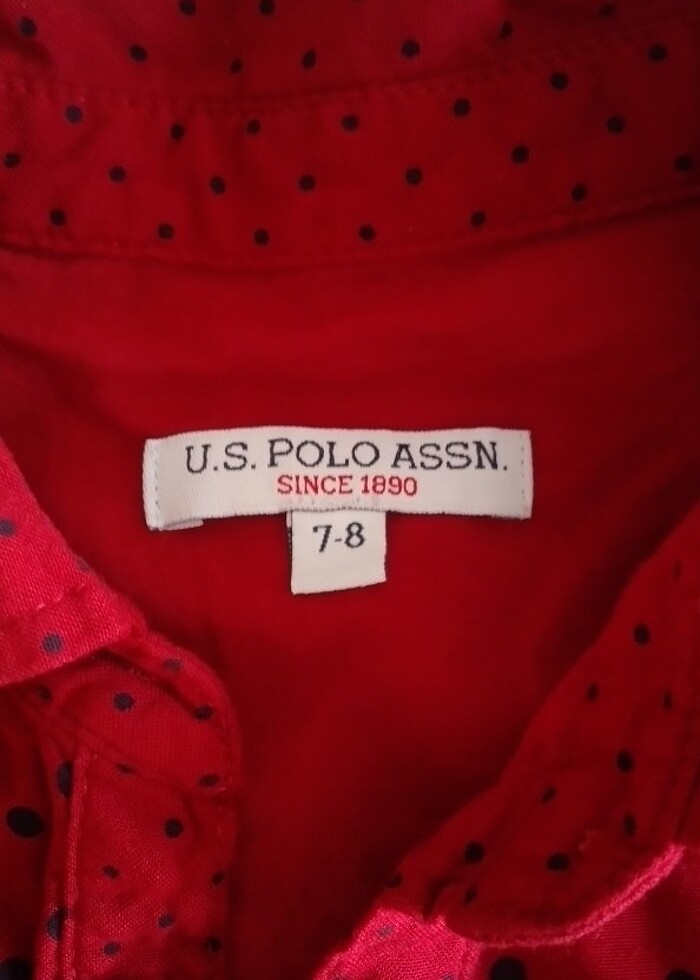 U.S. POLO ASSN.
SINCE 1890
7-8